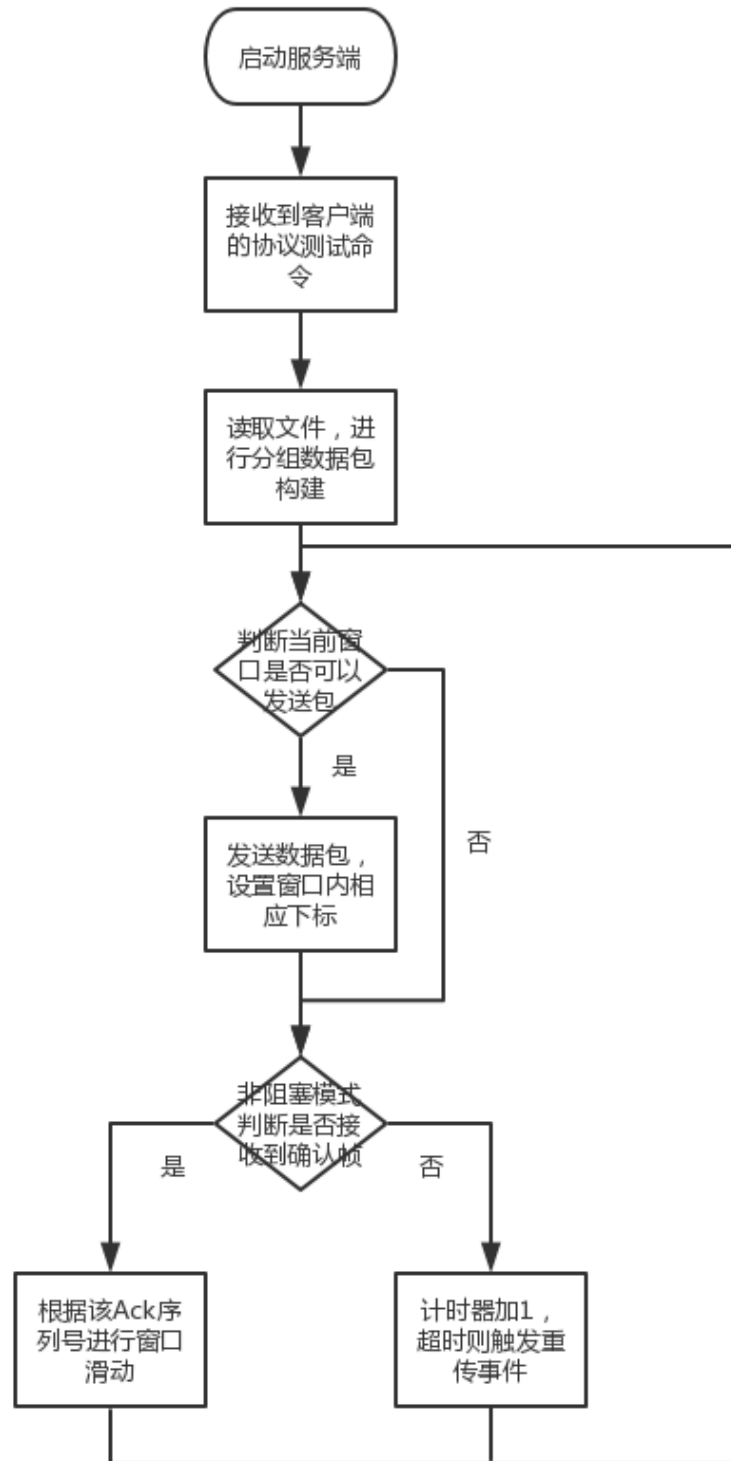 启动服务端
接收到客户端
的协议测试命
令
读取文件，进
行分组数据包
构建
判断当前窗
口是否可以
发送包
是
否
发送数据包，
设置窗口内相
应下标
非阻塞模式
判断是否接
收到确认帧
是
否
根据该Ack序
列号进行窗口
滑动
计时器加1，
超时则触发重
传事件